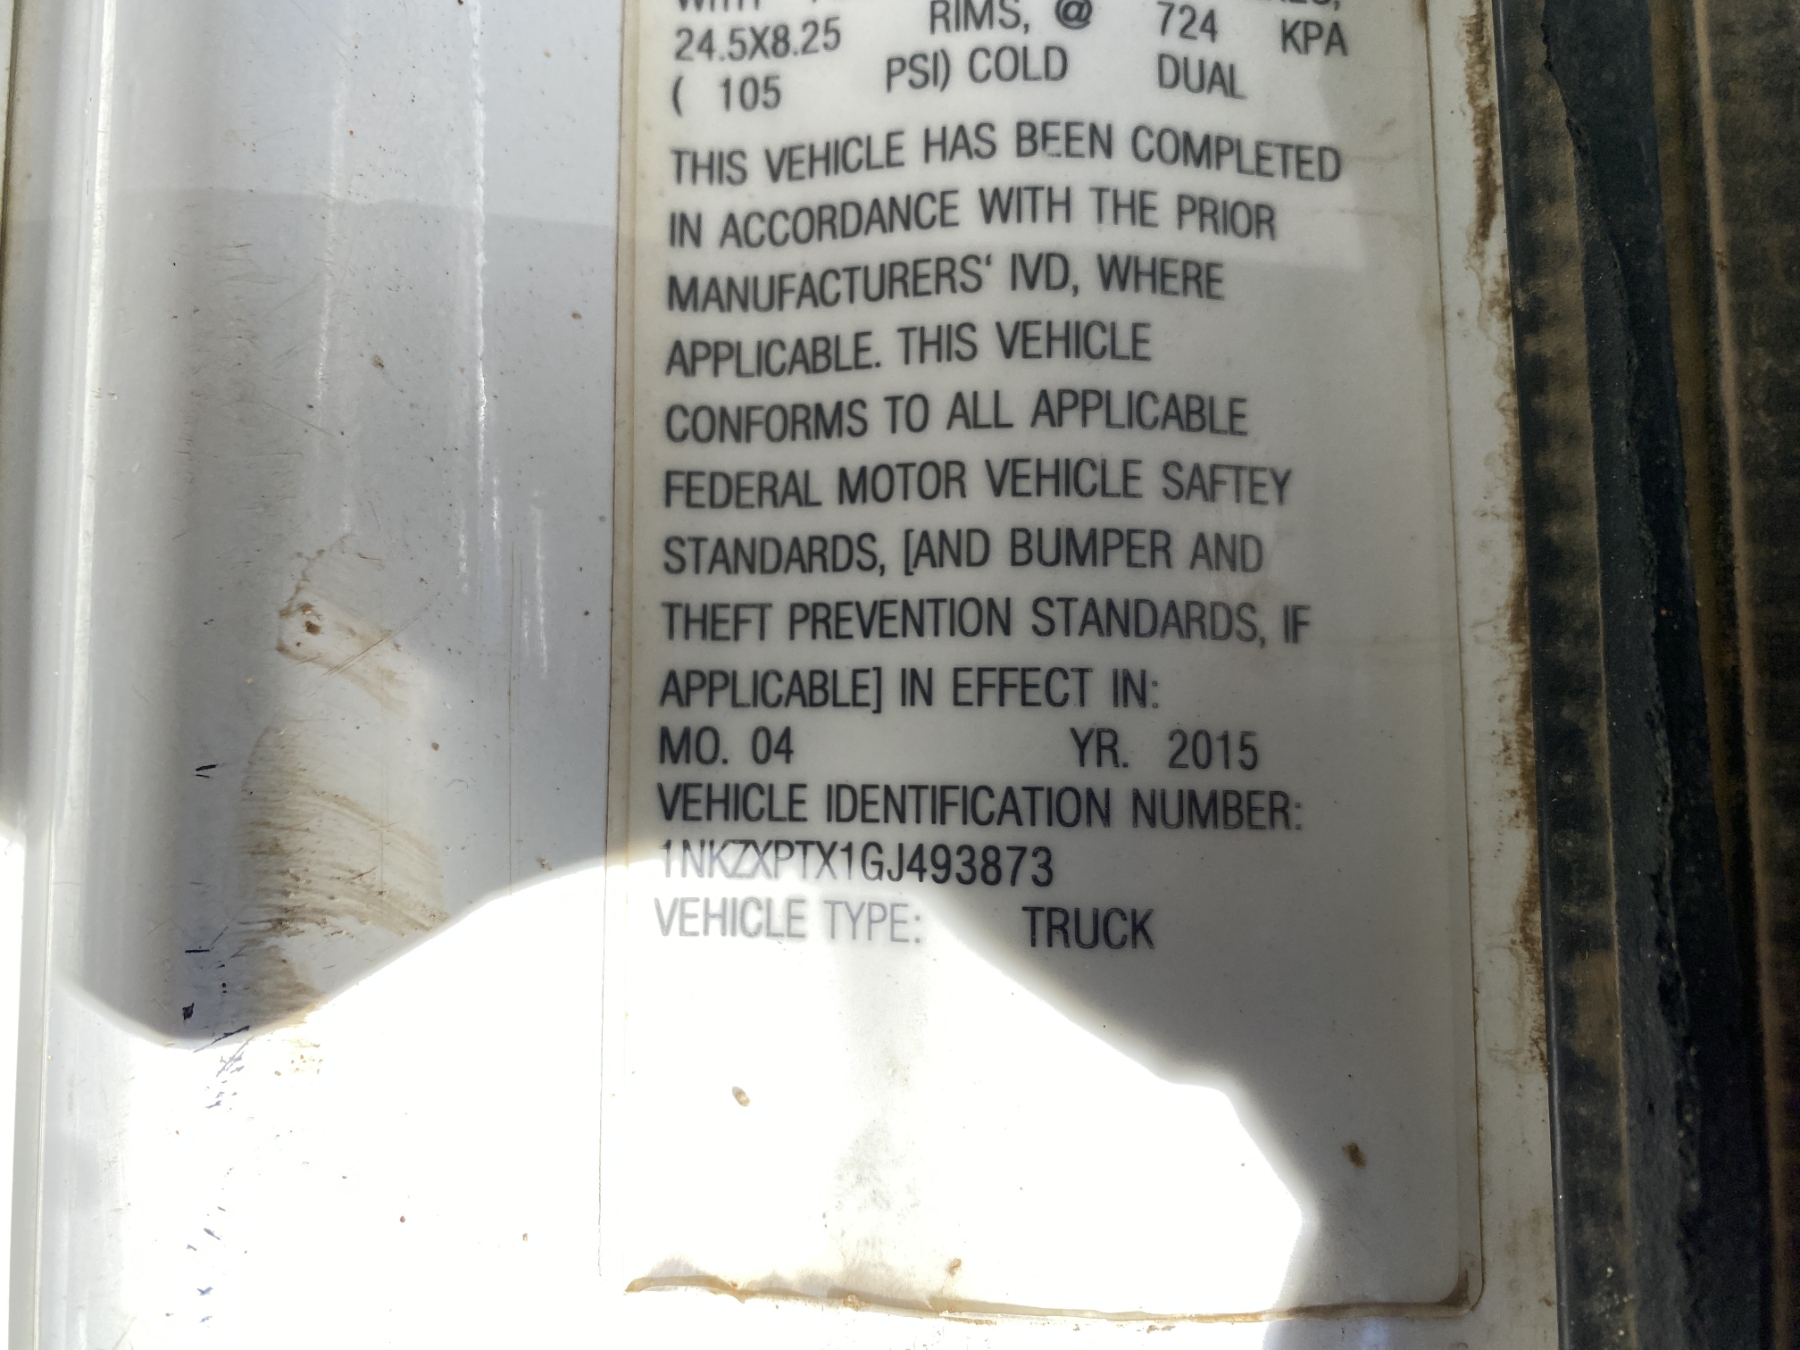 WITH
24.5X8.25 RIMS, @ 724 KPA
( 105 PSI) COLD DUAL
THIS VEHICLE HAS BEEN COMPLETED
IN ACCORDANCE WITH THE PRIOR
MANUFACTURERS‘ IVD, WHERE
APPLICABLE. THIS VEHICLE
CONFORMS TO ALL APPLICABLE
FEDERAL MOTOR VEHICLE SAFTEY
STANDARDS, [AND BUMPER AND
THEFT PREVENTION STANDARDS, IF
APPLICABLE] IN EFFECT IN:
MO. 04 YR. 2015
VEHICLE IDENTIFICATION NUMBER:
1NKZXPTX1GJ493873
VEHICLE TYPE: TRUCK